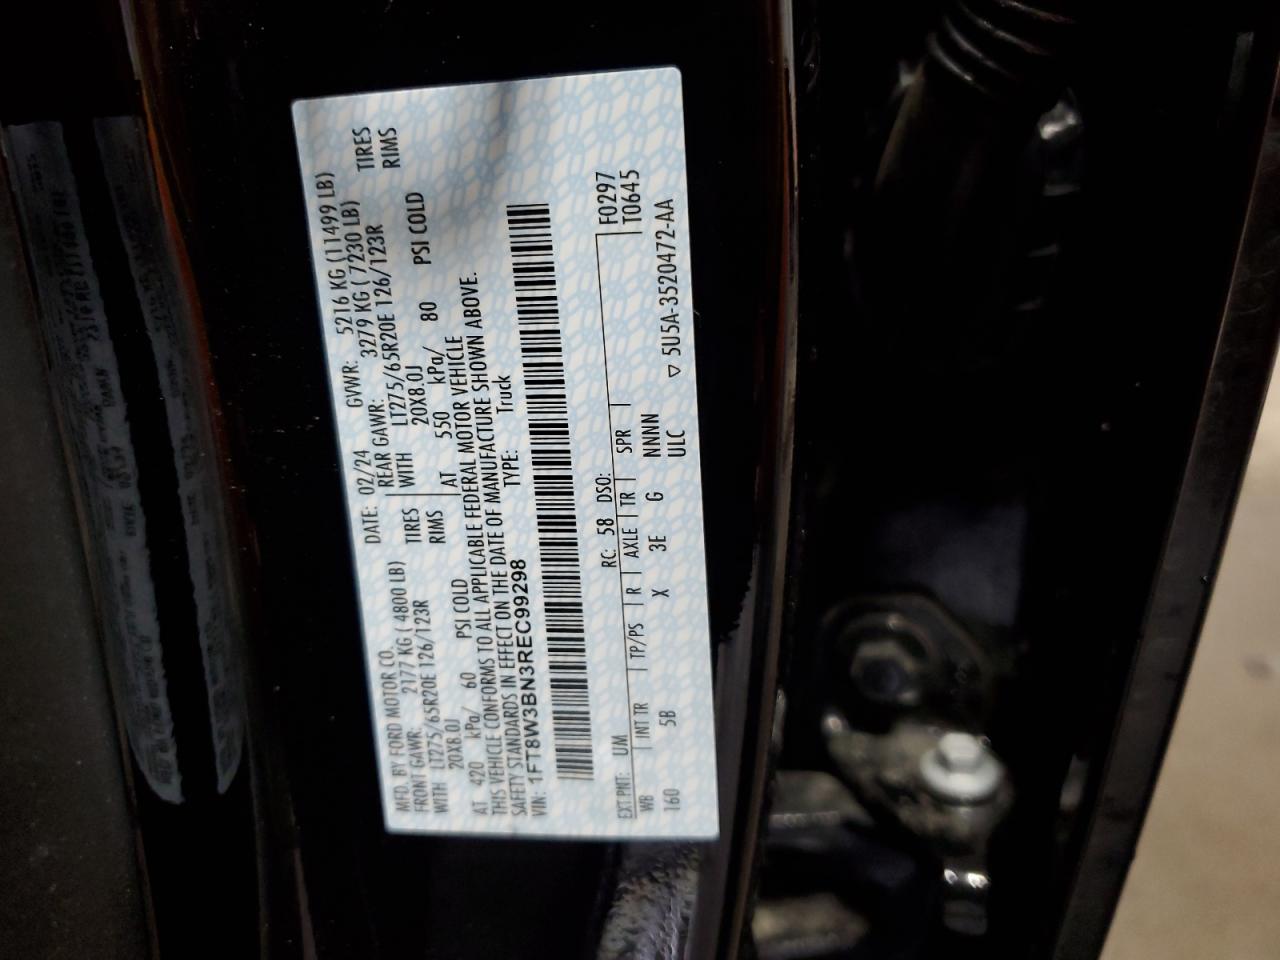 MFD. BY FORD MOTOR CO.
DATE: 02/24 GVWR: 5216 KG (11499 LB)
FRONT GAWR: 2177 KG ( 4800 LB) REAR GAWR: 3279 KG ( 7230 LB)
WITH LT275/65R20E 126/123R TIRES WITH LT275/65R20E 126/123R TIRES
20X8.0J RIMS 20X8.0J RIMS
AT 420 kPa/ 60 PSI COLD AT 550 kPa/ 80 PSI COLD
THIS VEHICLE CONFORMS TO ALL APPLICABLE FEDERAL MOTOR VEHICLE
SAFETY STANDARDS IN EFFECT ON THE DATE OF MANUFACTURE SHOWN ABOVE.
VIN: 1FT8W3BN3REC99298 TYPE: Truck
F0297
EXT PNT: UM RC: 58 DSO: T0645
WB INT TR TP/PS R AXLE TR SPR
160 5B X 3E G NNNN
ULC ▽ 5U5A-3520472-AA